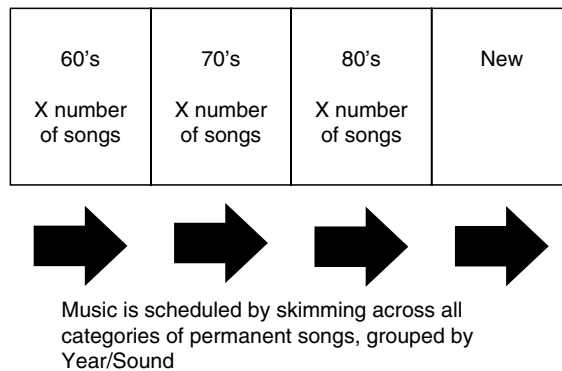 60's
70's
80's
New
X number
of songs
X number
of songs
X number
of songs
Music is scheduled by skimming across all
categories of permanent songs, grouped by
Year/Sound